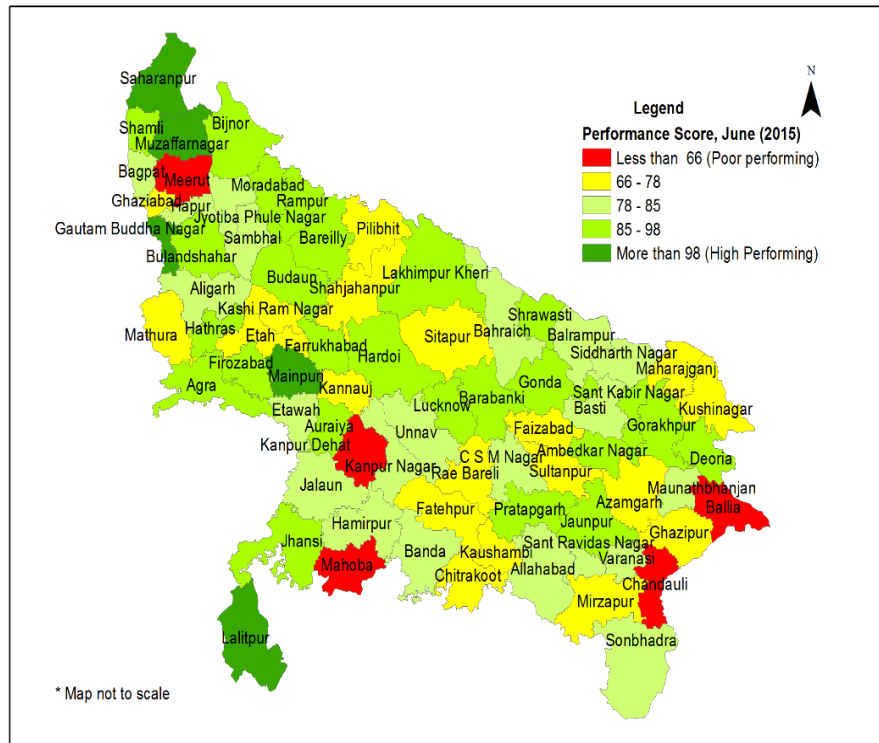 N
Legend
Performance Score, June (2015)
Less than 66 (Poor performing)
66 - 78
78 - 85
85 - 98
More than 98 (High Performing)
Saharanpur
Shamli
Bijnor
Muzaffarnagar
Bagpat
Meerut
Moradabad
Ghaziabad
Hapur
Rampur
Jyotiba Phule Nagar
Gautam Buddha Nagar
Sambhal
Bareilly
Pilibhit
Bulandshahar
Lakhimpur Kheri
Aligarh
Budaun
Shahjahanpur
Kashi Ram Nagar
Shrawasti
Mathura
Hathras
Etah
Sitapur
Bahraich
Balrampur
Farrukhabad
Siddharth Nagar
Firozabad
Mainpuri
Hardoi
Maharajganj
Agra
Kannauj
Gonda
Sant Kabir Nagar
Barabanki
Etawah
Lucknow
Basti
Kushinagar
Auraiya
Unnav
Faizabad
Gorakhpur
Kanpur Dehat
C S M Nagar
Ambedkar Nagar
Deoria
Kanpur Nagar
Rae Bareli
Sultanpur
Jalaun
Maunathbhanjan
Fatehpur
Pratapgarh
Azamgarh
Ballia
Hamirpur
Jaunpur
Ghazipur
Jhansi
Sant Ravidas Nagar
Banda
Kaushambi
Varanasi
Mahoba
Allahabad
Chitrakoot
Chandauli
Mirzapur
Lalitpur
Sonbhadra
* Map not to scale